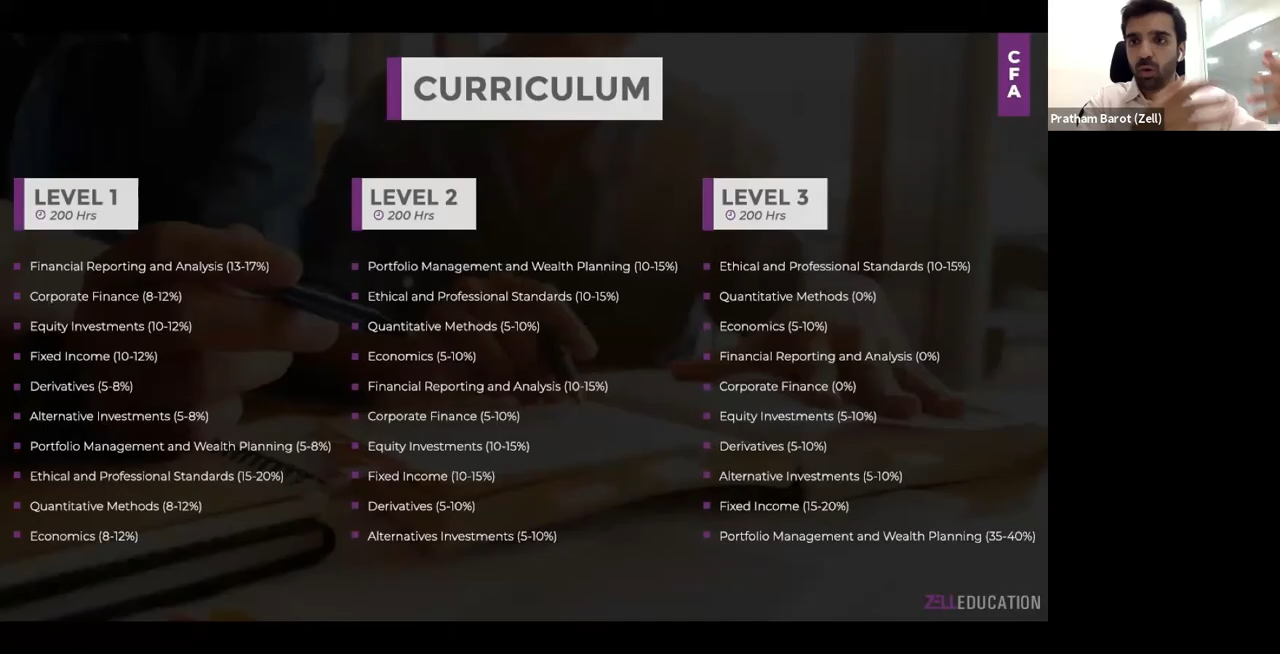 CURRICULUM
CFA
Pratham Barot (Zell)
LEVEL 1
200 Hrs
Financial Reporting and Analysis (13-17%)
Corporate Finance (8-12%)
Equity Investments (10-12%)
Fixed Income (10-12%)
Derivatives (5-8%)
Alternative Investments (5-8%)
Portfolio Management and Wealth Planning (5-8%)
Ethical and Professional Standards (15-20%)
Quantitative Methods (8-12%)
Economics (8-12%)
LEVEL 2
200 Hrs
Portfolio Management and Wealth Planning (10-15%)
Ethical and Professional Standards (10-15%)
Quantitative Methods (5-10%)
Economics (5-10%)
Financial Reporting and Analysis (10-15%)
Corporate Finance (5-10%)
Equity Investments (10-15%)
Fixed Income (10-15%)
Derivatives (5-10%)
Alternatives Investments (5-10%)
LEVEL 3
200 Hrs
Ethical and Professional Standards (10-15%)
Quantitative Methods (0%)
Economics (5-10%)
Financial Reporting and Analysis (0%)
Corporate Finance (0%)
Equity Investments (5-10%)
Derivatives (5-10%)
Alternative Investments (5-10%)
Fixed Income (15-20%)
Portfolio Management and Wealth Planning (35-40%)
ZELLEDUCATION